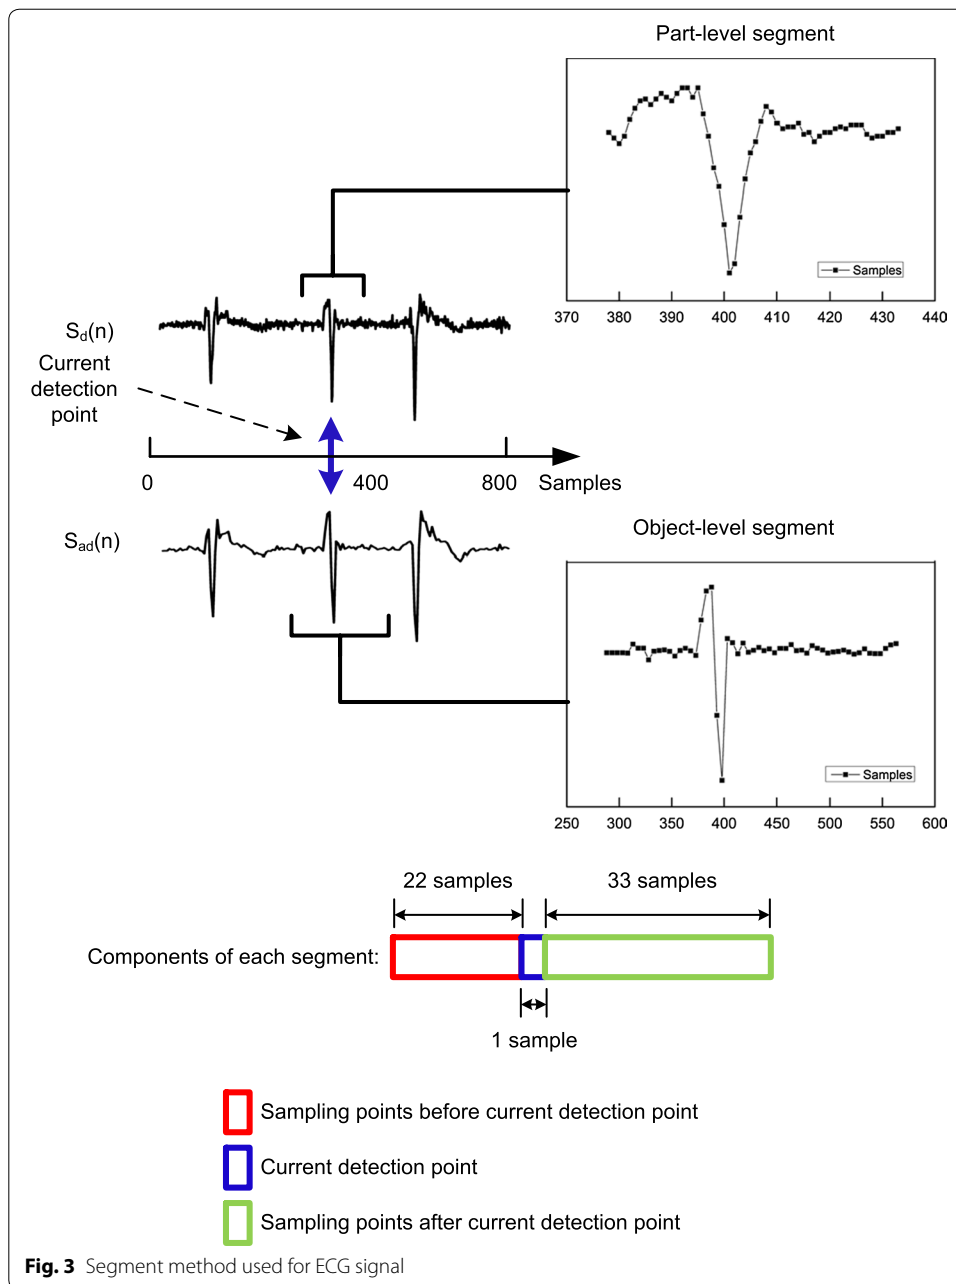 Part-level segment
Samples
370 380 390 400 410 420 430 440
Sd(n)
Current
detection
point
0 400 800 Samples
Sad(n)
Object-level segment
Samples
250 300 350 400 450 500 550 600
22 samples 33 samples
Components of each segment:
1 sample
Sampling points before current detection point
Current detection point
Sampling points after current detection point
Fig. 3 Segment method used for ECG signal